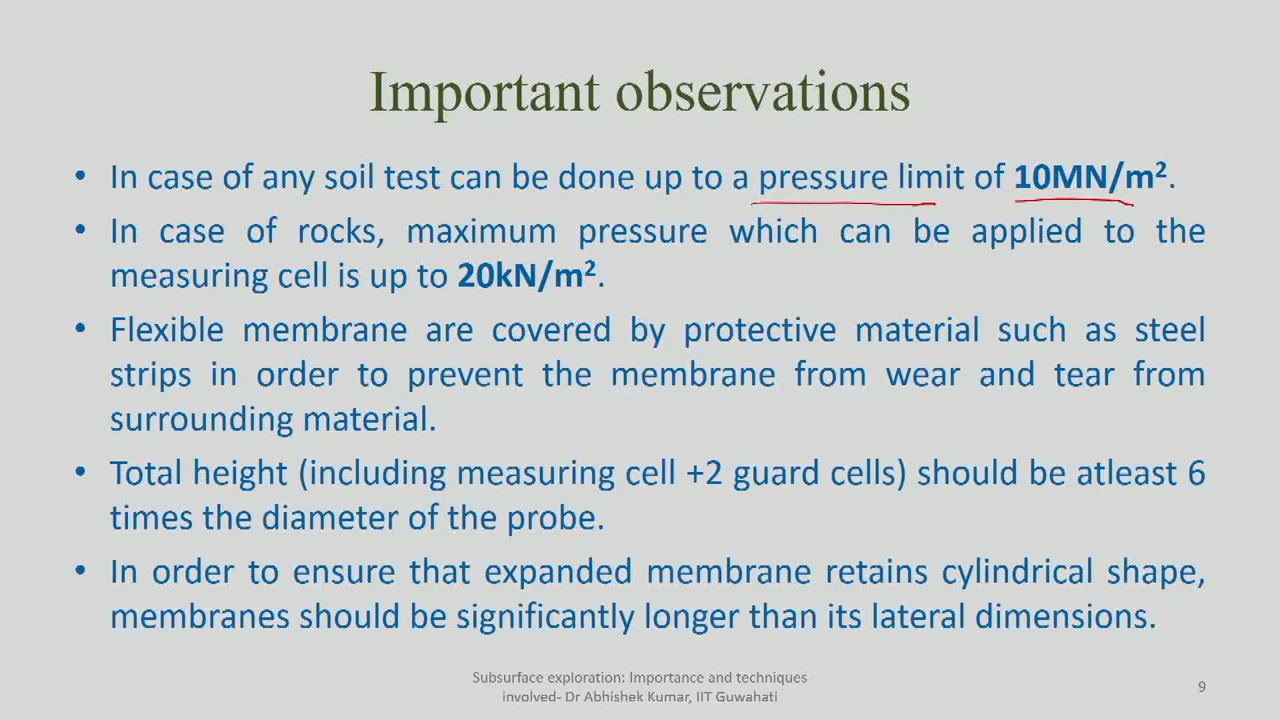 Important observations
• In case of any soil test can be done up to a pressure limit of 10MN/m².
• In case of rocks, maximum pressure which can be applied to the
measuring cell is up to 20kN/m².
• Flexible membrane are covered by protective material such as steel
strips in order to prevent the membrane from wear and tear from
surrounding material.
• Total height (including measuring cell +2 guard cells) should be atleast 6
times the diameter of the probe.
• In order to ensure that expanded membrane retains cylindrical shape,
membranes should be significantly longer than its lateral dimensions.
Subsurface exploration: Importance and techniques
involved- Dr Abhishek Kumar, IIT Guwahati
9